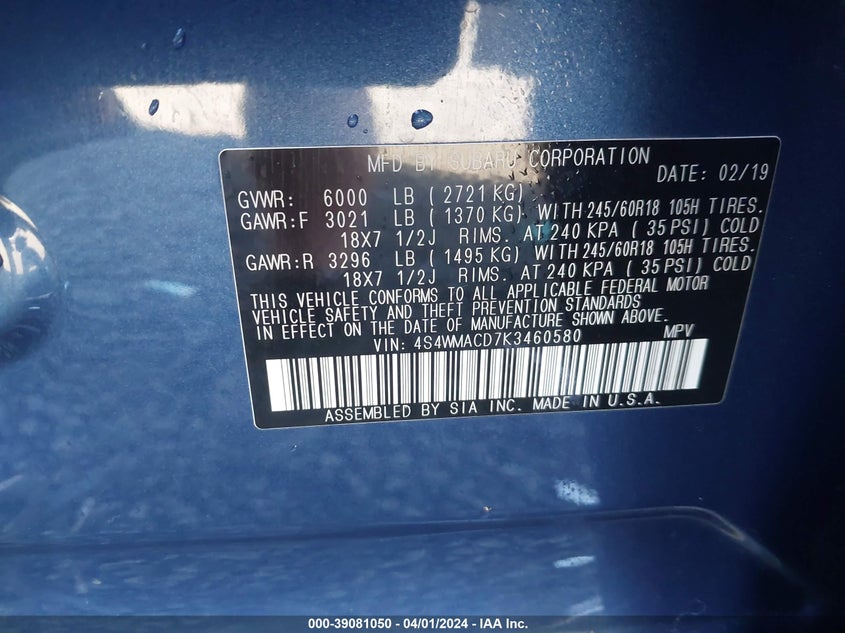 MFD BY SUBARU CORPORATION
DATE: 02/19
GVWR: 6000 LB ( 2721 KG)
GAWR:F 3021 LB ( 1370 KG) WITH 245/60R18 105H TIRES.
18X7 1/2J RIMS. AT 240 KPA ( 35 PSI) COLD
GAWR:R 3296 LB ( 1495 KG) WITH 245/60R18 105H TIRES.
18X7 1/2J RIMS. AT 240 KPA ( 35 PSI) COLD
THIS VEHICLE CONFORMS TO ALL APPLICABLE FEDERAL MOTOR
VEHICLE SAFETY AND THEFT PREVENTION STANDARDS
IN EFFECT ON THE DATE OF MANUFACTURE SHOWN ABOVE.
VIN: 4S4WMACD7K3460580 MPV
ASSEMBLED BY SIA INC. MADE IN U.S.A.
000-39081050 - 04/01/2024 - IAA Inc.